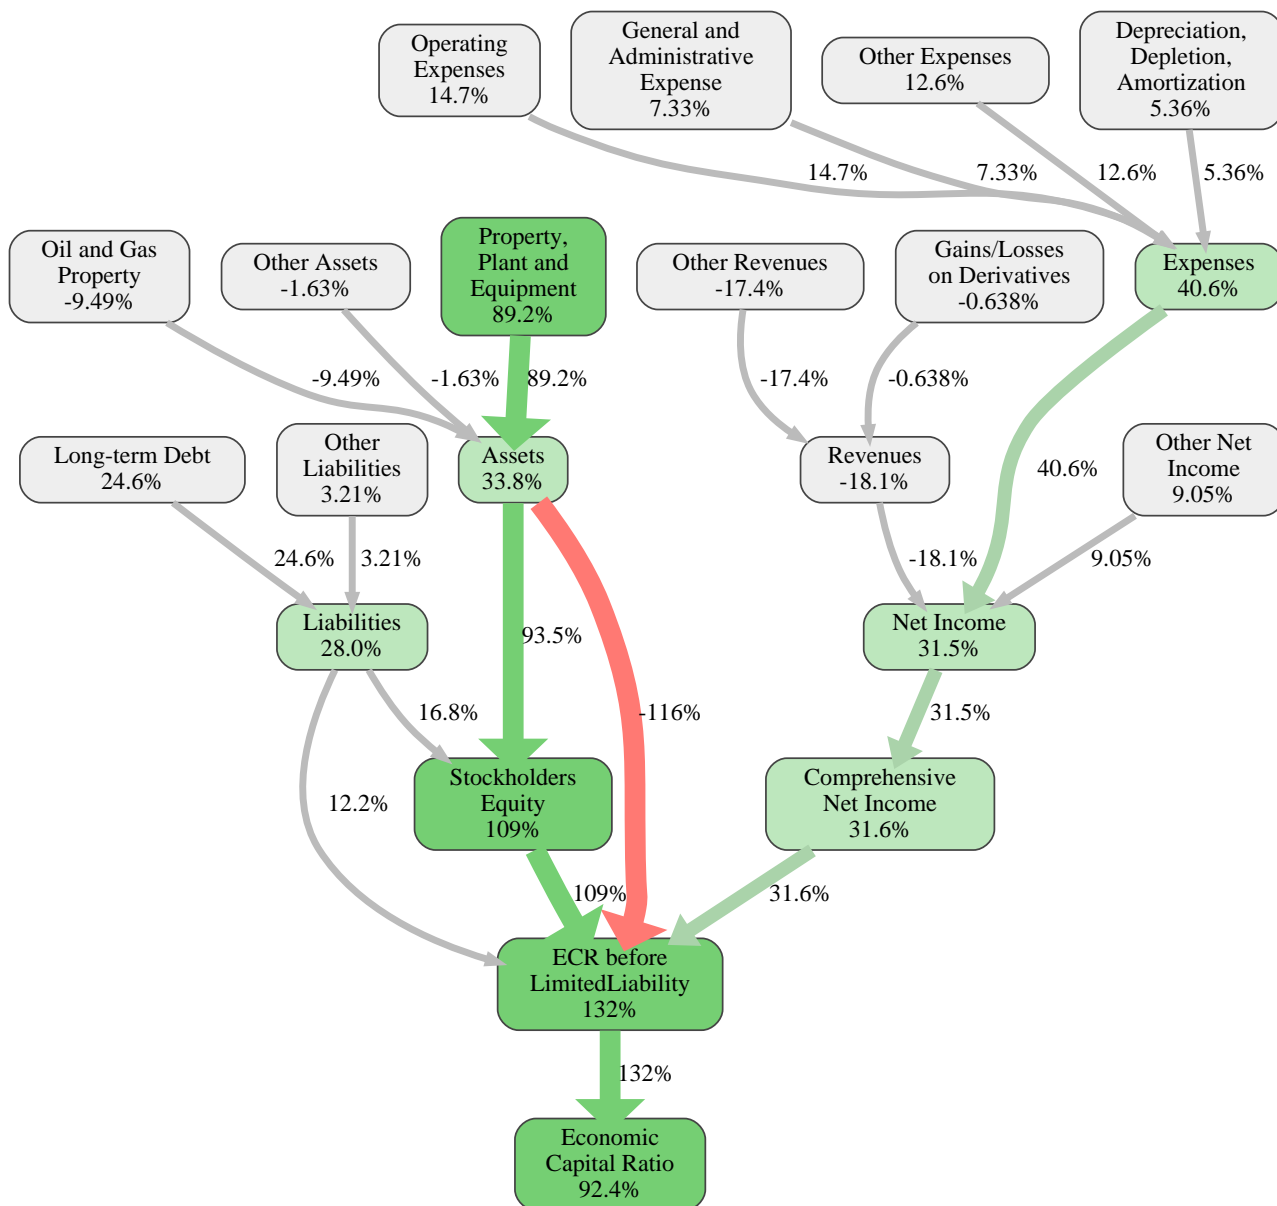 Operating
Expenses
14.7%
General and
Administrative
Expense
7.33%
Other Expenses
12.6%
Depreciation,
Depletion,
Amortization
5.36%
14.7%
7.33%
12.6%
5.36%
Oil and Gas
Property
-9.49%
Other Assets
-1.63%
Property,
Plant and
Equipment
89.2%
Other Revenues
-17.4%
Gains/Losses
on Derivatives
-0.638%
Expenses
40.6%
-9.49%
-1.63%
89.2%
-17.4%
-0.638%
Long-term Debt
24.6%
Other
Liabilities
3.21%
Assets
33.8%
Revenues
-18.1%
40.6%
Other Net
Income
9.05%
24.6%
3.21%
-18.1%
9.05%
Liabilities
28.0%
93.5%
Net Income
31.5%
16.8%
-116%
31.5%
12.2%
Stockholders
Equity
109%
Comprehensive
Net Income
31.6%
109%
31.6%
ECR before
LimitedLiability
132%
132%
Economic
Capital Ratio
92.4%